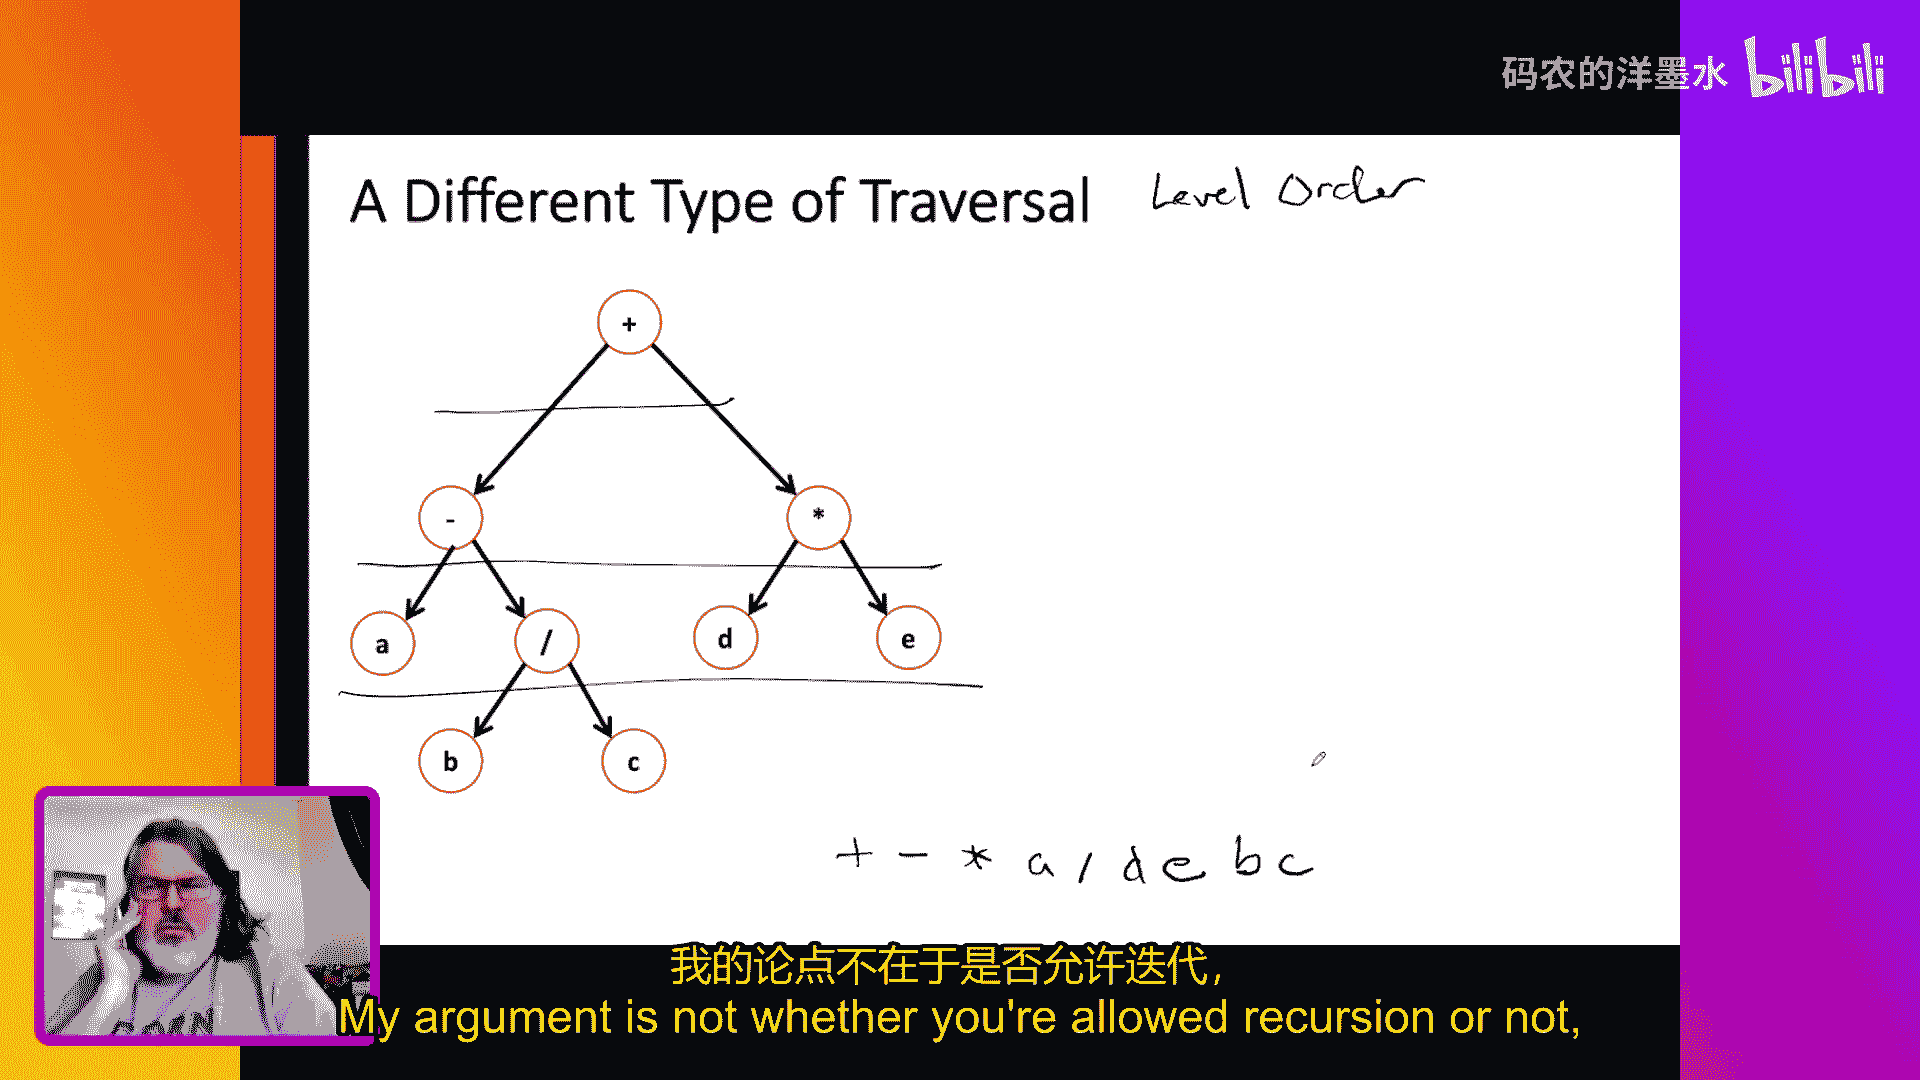 码农的洋墨水 bilibili
A Different Type of Traversal Level Order
+
- *
a / d e
b c
+ - * a / d e b c
我的论点不在于是否允许迭代，
My argument is not whether you're allowed recursion or not,